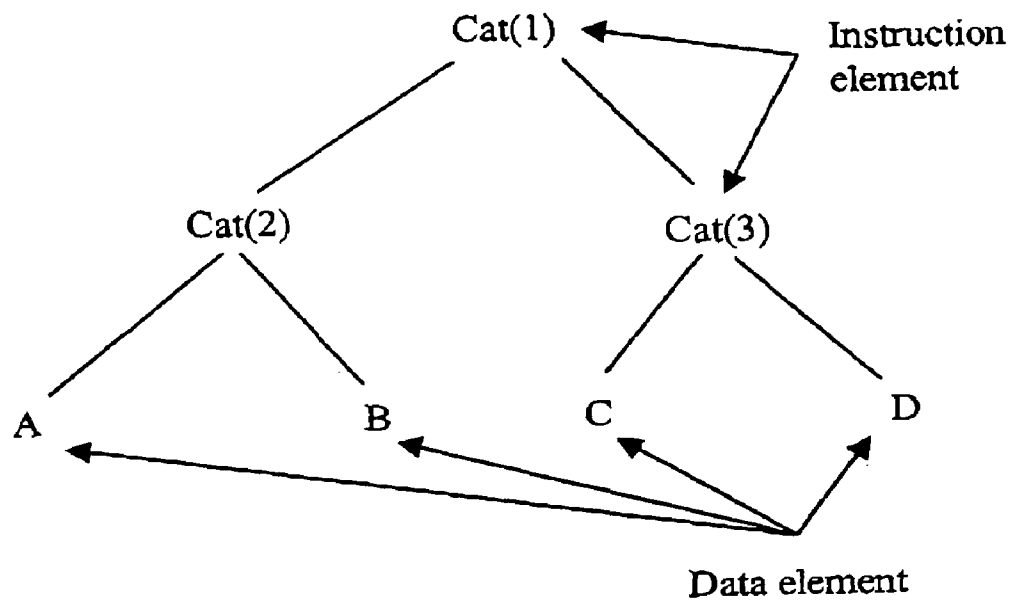 Cat(1)
Instruction
element
Cat(2)
Cat(3)
A
B
C
D
Data element